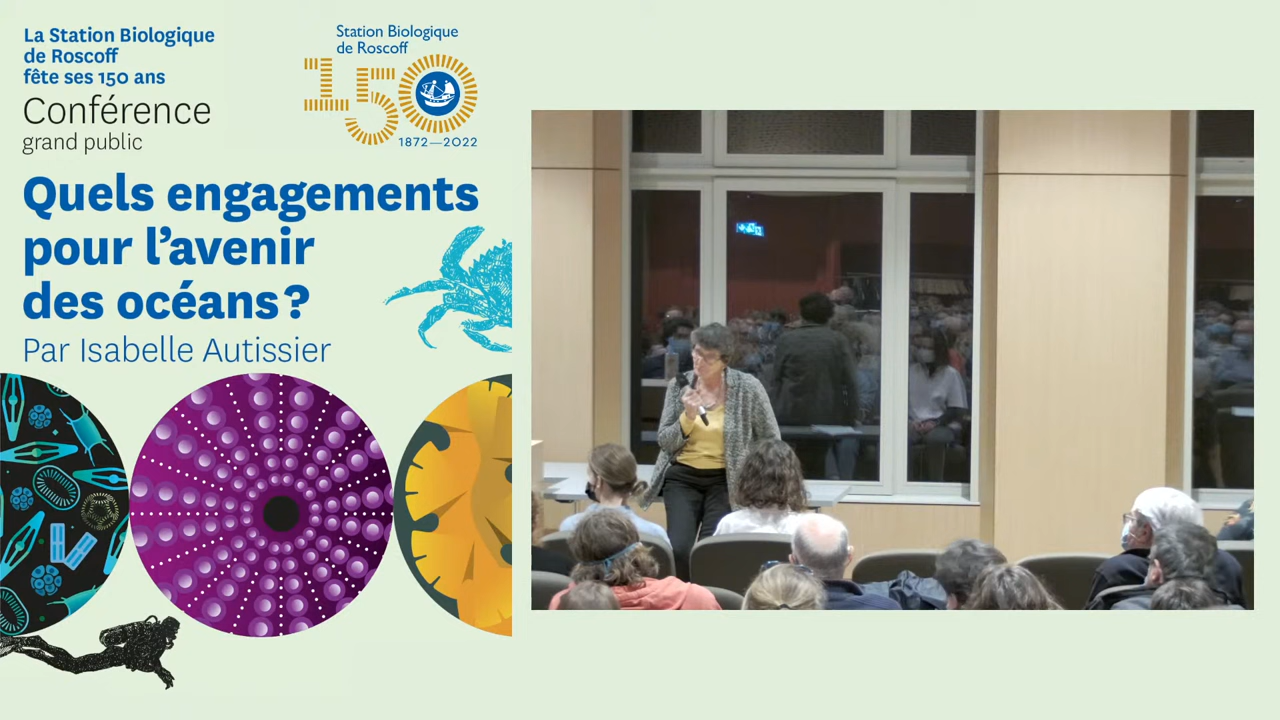 La Station Biologique
de Roscoff
fête ses 150 ans
Conférence
grand public
Station Biologique
de Roscoff
150
1872—2022
Quels engagements
pour l'avenir
des océans ?
Par Isabelle Autissier